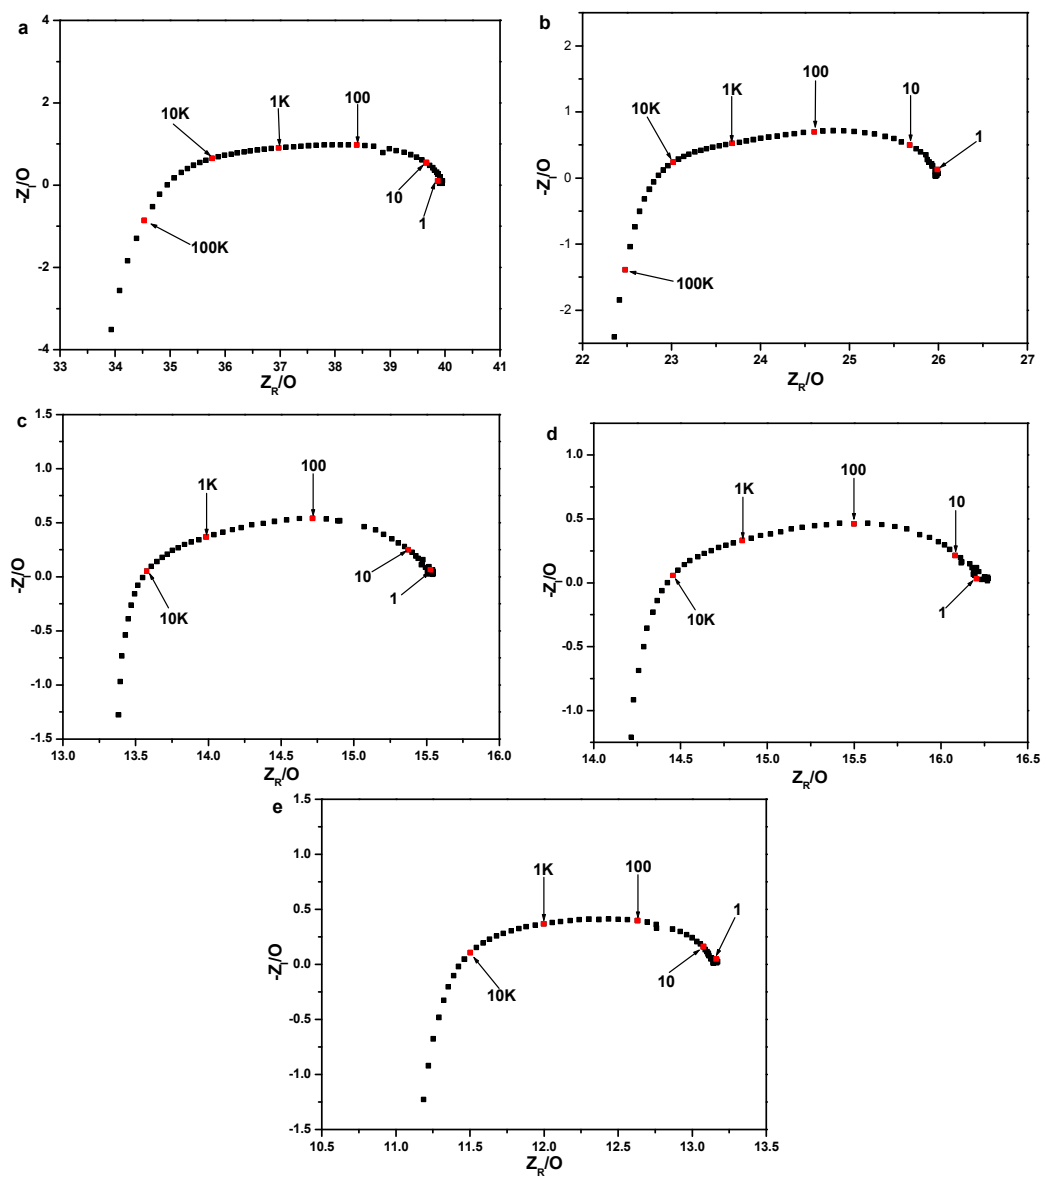 a
4
2
0
-2
-4
-Z_I/O
10K
1K
100
10
1
100K
33 34 35 36 37 38 39 40 41
Z_R/O
b
2
1
0
-1
-2
-Z_I/O
10K
1K
100
10
1
100K
22 23 24 25 26 27
Z_R/O
c
1.5
1.0
0.5
0.0
-0.5
-1.0
-1.5
-Z_I/O
1K
100
10
1
10K
13.0 13.5 14.0 14.5 15.0 15.5 16.0
Z_R/O
d
1.0
0.5
0.0
-0.5
-1.0
-Z_I/O
1K
100
10
1
10K
14.0 14.5 15.0 15.5 16.0 16.5
Z_R/O
e
1.5
1.0
0.5
0.0
-0.5
-1.0
-1.5
-Z_I/O
1K
100
1
10
10K
10.5 11.0 11.5 12.0 12.5 13.0 13.5
Z_R/O